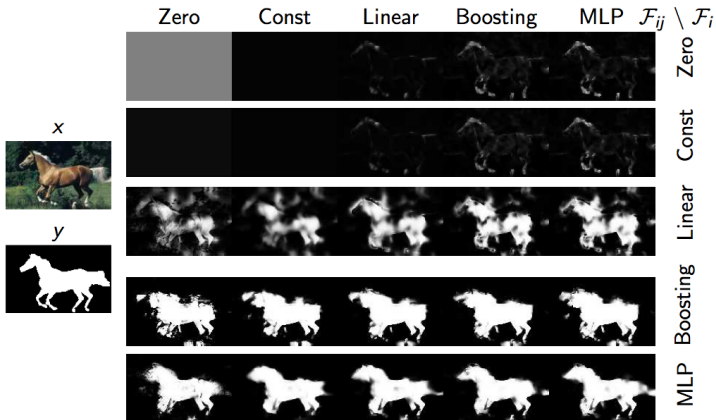 Zero Const Linear Boosting MLP ℱij \ ℱi
Zero
Const
x
Linear
y
Boosting
MLP